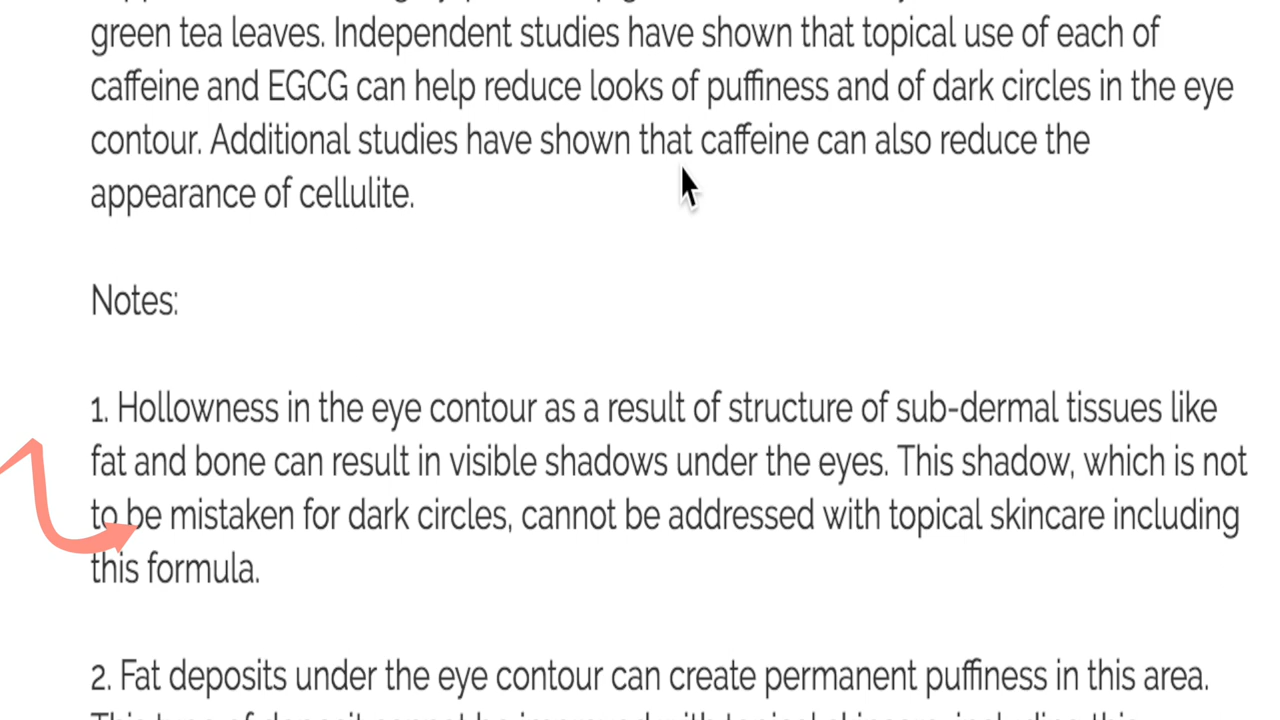 green tea leaves. Independent studies have shown that topical use of each of
caffeine and EGCG can help reduce looks of puffiness and of dark circles in the eye
contour. Additional studies have shown that caffeine can also reduce the
appearance of cellulite.
Notes:
1. Hollowness in the eye contour as a result of structure of sub-dermal tissues like
fat and bone can result in visible shadows under the eyes. This shadow, which is not
to be mistaken for dark circles, cannot be addressed with topical skincare including
this formula.
2. Fat deposits under the eye contour can create permanent puffiness in this area.